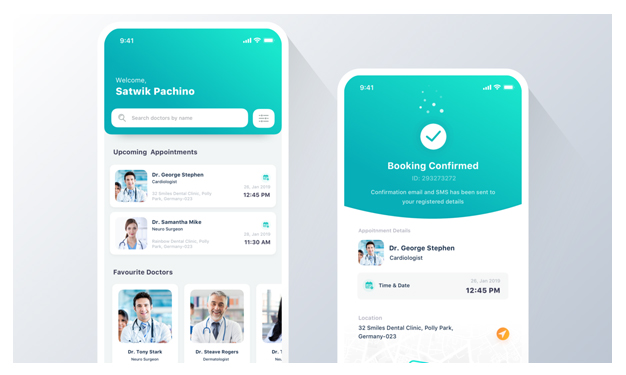 9:41
Welcome,
Satwik Pachino
Search doctors by name
Upcoming Appointments
Dr. George Stephen
Cardiologist
32 Smiles Dental Clinic, Polly
Park, Germany-023
26, Jan 2019
12:45 PM
Dr. Samantha Mike
Neuro Surgeon
Dental Clinic, Polly
Park, Germany-023
26, Jan 2019
11:30 AM
Favourite Doctors
Dr. Tony Stark
Neuro Surgeon
Dr. Steave Rogers
Dermatologist
Dr. T
9:41
Booking Confirmed
ID: 293273272
Confirmation email and SMS has been sent to
your registered details
Appointment Details
Dr. George Stephen
Cardiologist
Time & Date
26, Jan 2019
12:45 PM
Location
32 Smiles Dental Clinic, Polly Park,
Germany-023